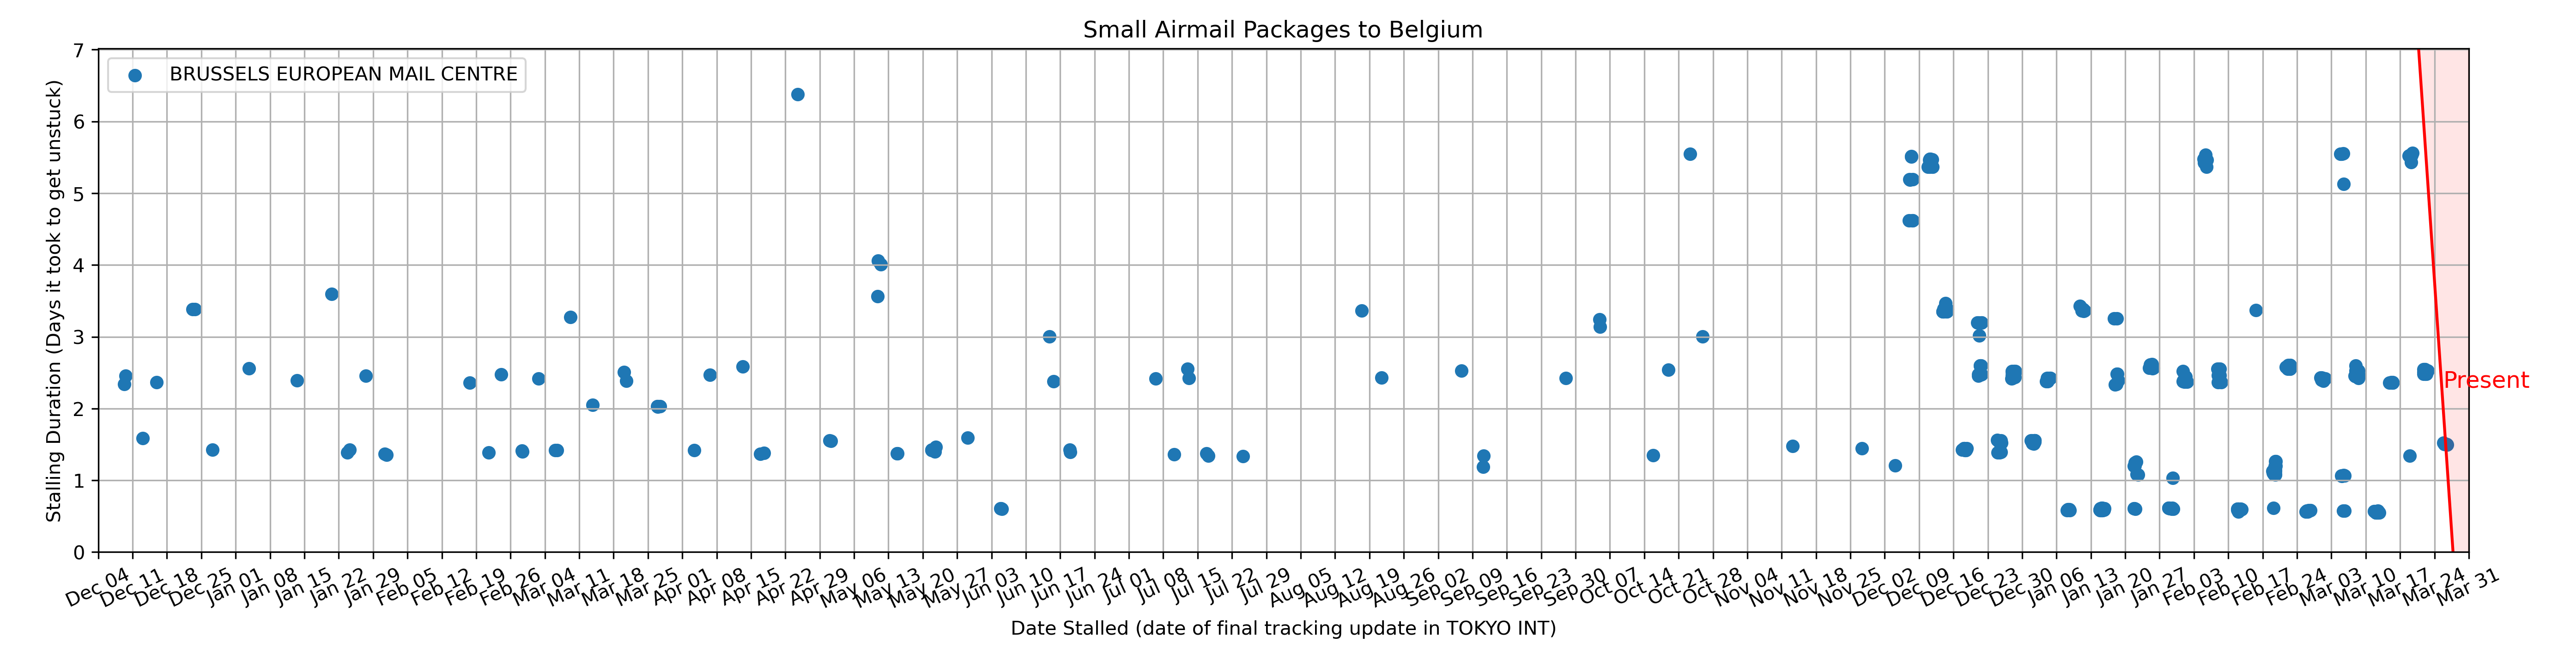 Small Airmail Packages to Belgium
BRUSSELS EUROPEAN MAIL CENTRE
Stalling Duration (Days it took to get unstuck)
7
6
5
4
3
2
1
0
Present
Dec 04
Dec 11
Dec 18
Dec 25
Jan 01
Jan 08
Jan 15
Jan 22
Jan 29
Feb 05
Feb 12
Feb 19
Feb 26
Mar 04
Mar 11
Mar 18
Mar 25
Apr 01
Apr 08
Apr 15
Apr 22
Apr 29
May 06
May 13
May 20
May 27
Jun 03
Jun 10
Jun 17
Jun 24
Jul 01
Jul 08
Jul 15
Jul 22
Jul 29
Aug 05
Aug 12
Aug 19
Aug 26
Sep 02
Sep 09
Sep 16
Sep 23
Sep 30
Oct 07
Oct 14
Oct 21
Oct 28
Nov 04
Nov 11
Nov 18
Nov 25
Dec 02
Dec 09
Dec 16
Dec 23
Dec 30
Jan 06
Jan 13
Jan 20
Jan 27
Feb 03
Feb 10
Feb 17
Feb 24
Mar 03
Mar 10
Mar 17
Mar 24
Mar 31
Date Stalled (date of final tracking update in TOKYO INT)